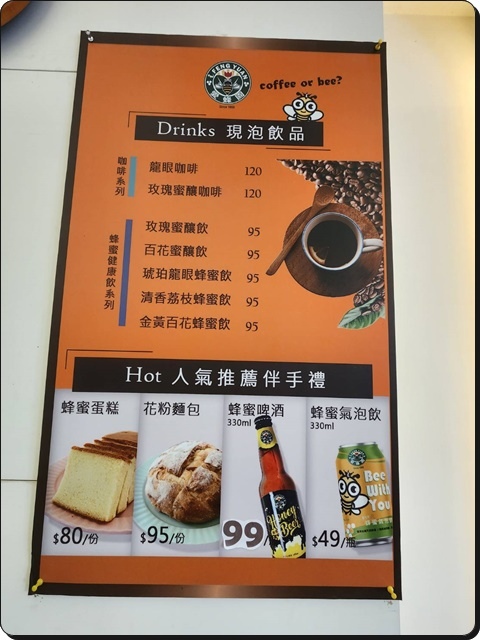 LEENG YUAN
coffee or bee?
Drinks 現泡飲品
咖啡系列
龍眼咖啡 120
玫瑰蜜釀咖啡 120
蜂蜜健康飲系列
玫瑰蜜釀飲 95
百花蜜釀飲 95
琥珀龍眼蜂蜜飲 95
清香荔枝蜂蜜飲 95
金黃百花蜂蜜飲 95
Hot 人氣推薦伴手禮
蜂蜜蛋糕
$80/份
花粉麵包
$95/份
蜂蜜啤酒
330ml
Honey Beer
99/
蜂蜜氣泡飲
330ml
Bee
With
You
$49/瓶